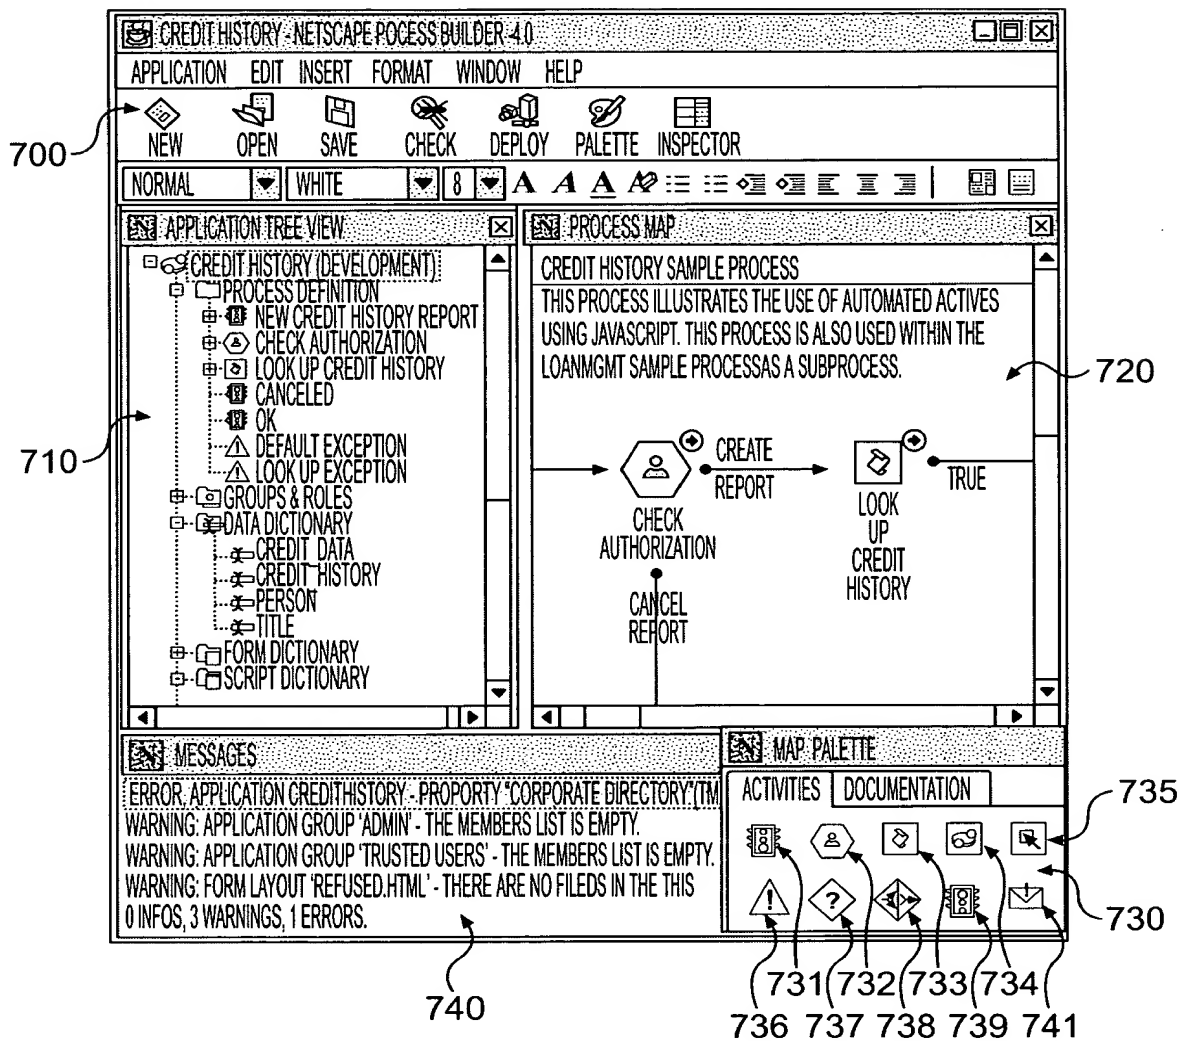 CREDIT HISTORY - NETSCAPE POCESS BUILDER -4.0
APPLICATION EDIT INSERT FORMAT WINDOW HELP
NEW OPEN SAVE CHECK DEPLOY PALETTE INSPECTOR
700
NORMAL WHITE 8 A A A A
APPLICATION TREE VIEW
CREDIT HISTORY (DEVELOPMENT)
PROCESS DEFINITION
NEW CREDIT HISTORY REPORT
CHECK AUTHORIZATION
LOOK UP CREDIT HISTORY
CANCELED
OK
DEFAULT EXCEPTION
LOOK UP EXCEPTION
GROUPS & ROLES
DATA DICTIONARY
CREDIT_DATA
CREDIT_HISTORY
PERSON
TITLE
FORM DICTIONARY
SCRIPT DICTIONARY
710
PROCESS MAP
CREDIT HISTORY SAMPLE PROCESS
THIS PROCESS ILLUSTRATES THE USE OF AUTOMATED ACTIVES
USING JAVASCRIPT. THIS PROCESS IS ALSO USED WITHIN THE
LOANMGMT SAMPLE PROCESSAS A SUBPROCESS.
720
CHECK
AUTHORIZATION
CREATE
REPORT
LOOK
UP
CREDIT
HISTORY
TRUE
CANCEL
REPORT
MESSAGES
ERROR, APPLICATION CREDITHISTORY - PROPORTY "CORPORATE DIRECTORY"(TM
WARNING: APPLICATION GROUP 'ADMIN' - THE MEMBERS LIST IS EMPTY.
WARNING: APPLICATION GROUP 'TRUSTED USERS' - THE MEMBERS LIST IS EMPTY.
WARNING: FORM LAYOUT 'REFUSED.HTML' - THERE ARE NO FILEDS IN THE THIS
0 INFOS, 3 WARNINGS, 1 ERRORS.
740
MAP PALETTE
ACTIVITIES DOCUMENTATION
735
730
731 732 733 734
736 737 738 739 741